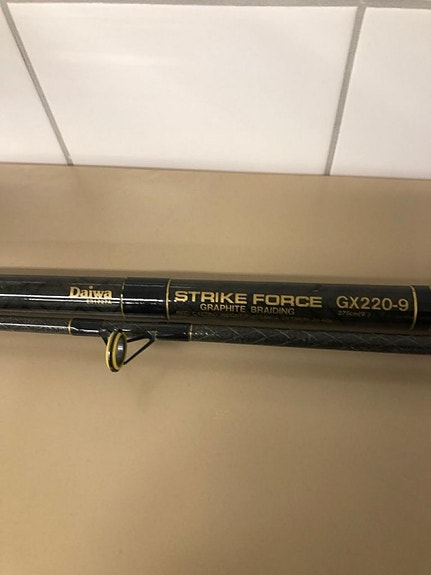 Daiwa
STRIKE FORCE GX220-9
GRAPHITE BRAIDING